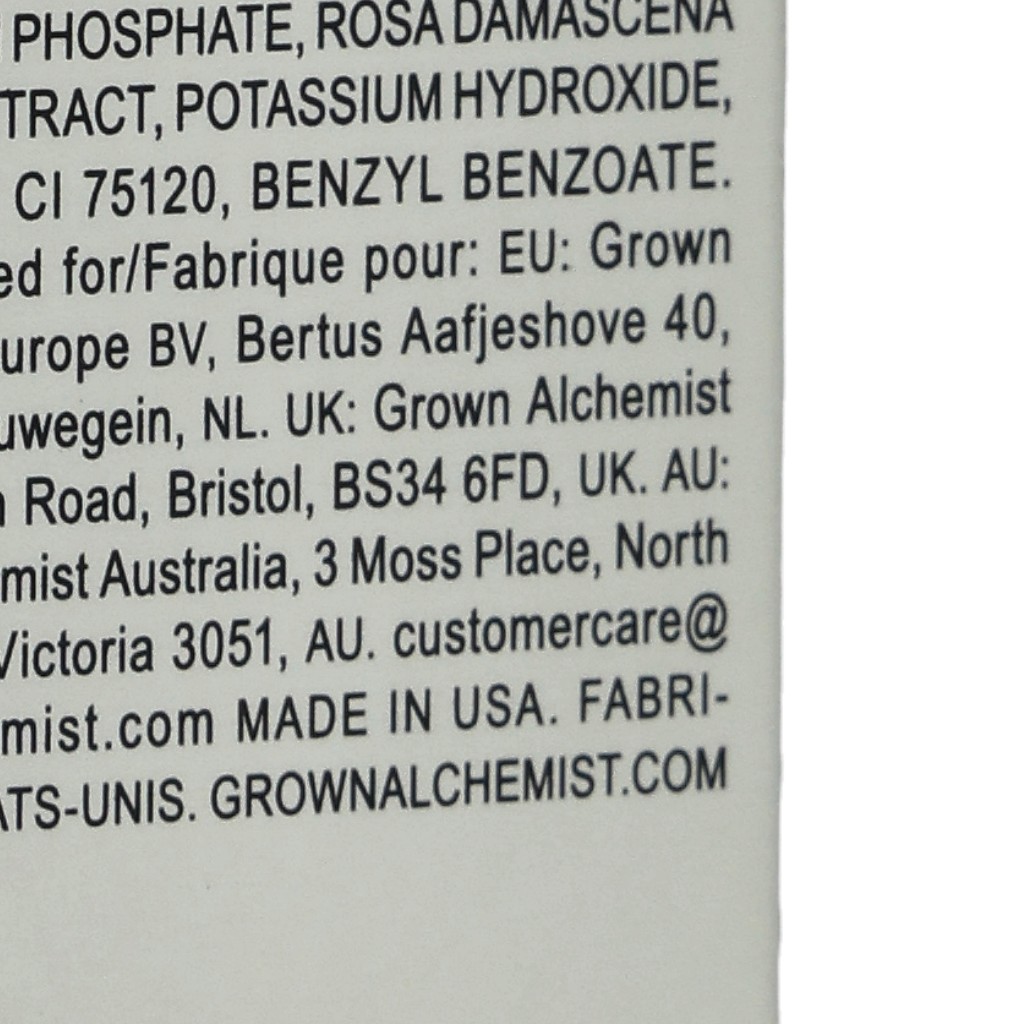 PHOSPHATE, ROSA DAMASCENA
TRACT, POTASSIUM HYDROXIDE,
CI 75120, BENZYL BENZOATE.
ed for/Fabrique pour: EU: Grown
urope BV, Bertus Aafjeshove 40,
uwegein, NL. UK: Grown Alchemist
Road, Bristol, BS34 6FD, UK. AU:
mist Australia, 3 Moss Place, North
Victoria 3051, AU. customercare@
mist.com MADE IN USA. FABRI-
ATS-UNIS. GROWNALCHEMIST.COM